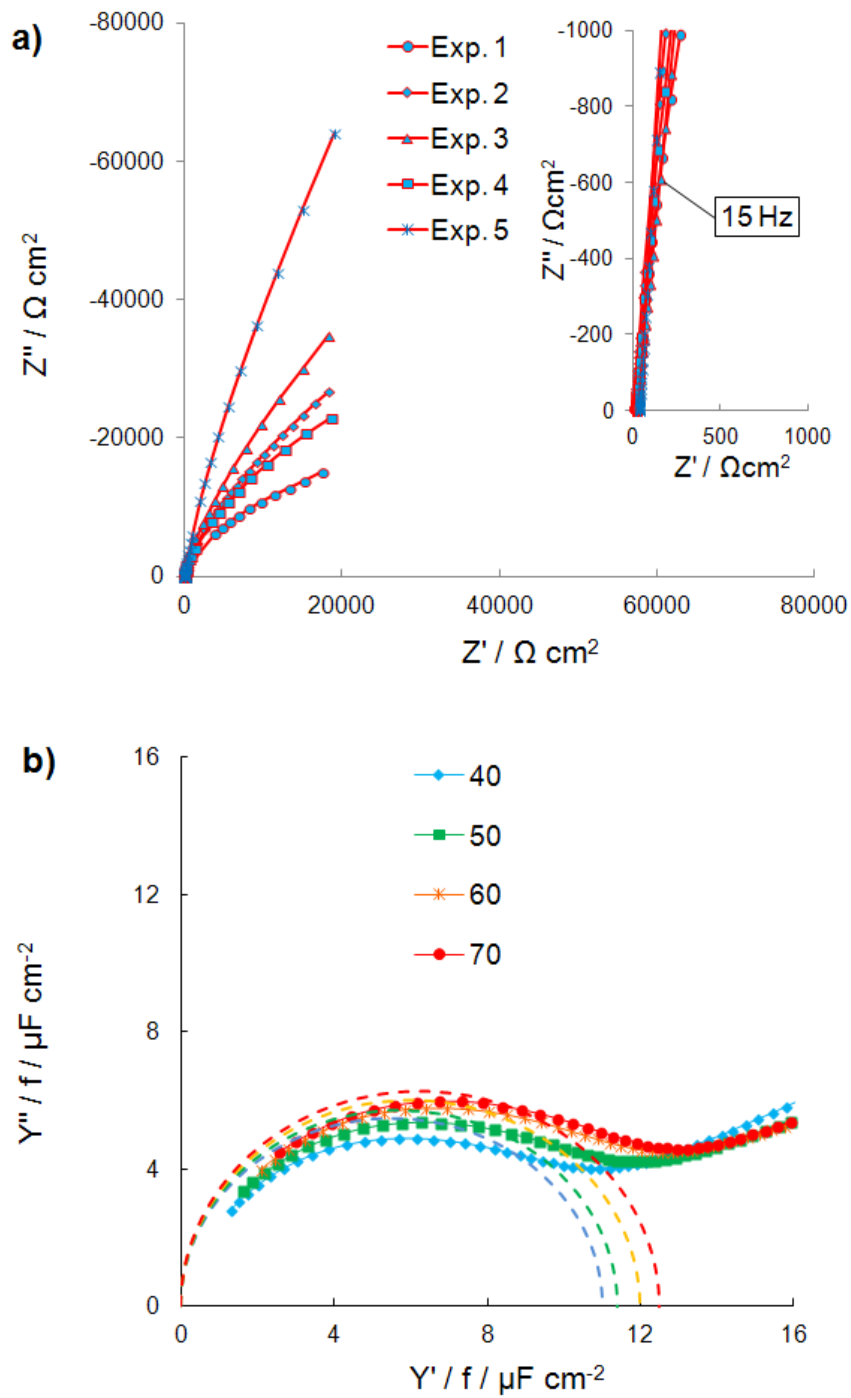 a)
-80000
-60000
-40000
-20000
0
0 20000 40000 60000 80000
Z'' / Ω cm²
Z' / Ω cm²
Exp. 1
Exp. 2
Exp. 3
Exp. 4
Exp. 5
-1000
-800
-600
-400
-200
0
0 500 1000
Z'' / Ωcm²
Z' / Ωcm²
15 Hz
b)
16
12
8
4
0
0 4 8 12 16
Y'' / f / µF cm⁻²
Y' / f / µF cm⁻²
40
50
60
70